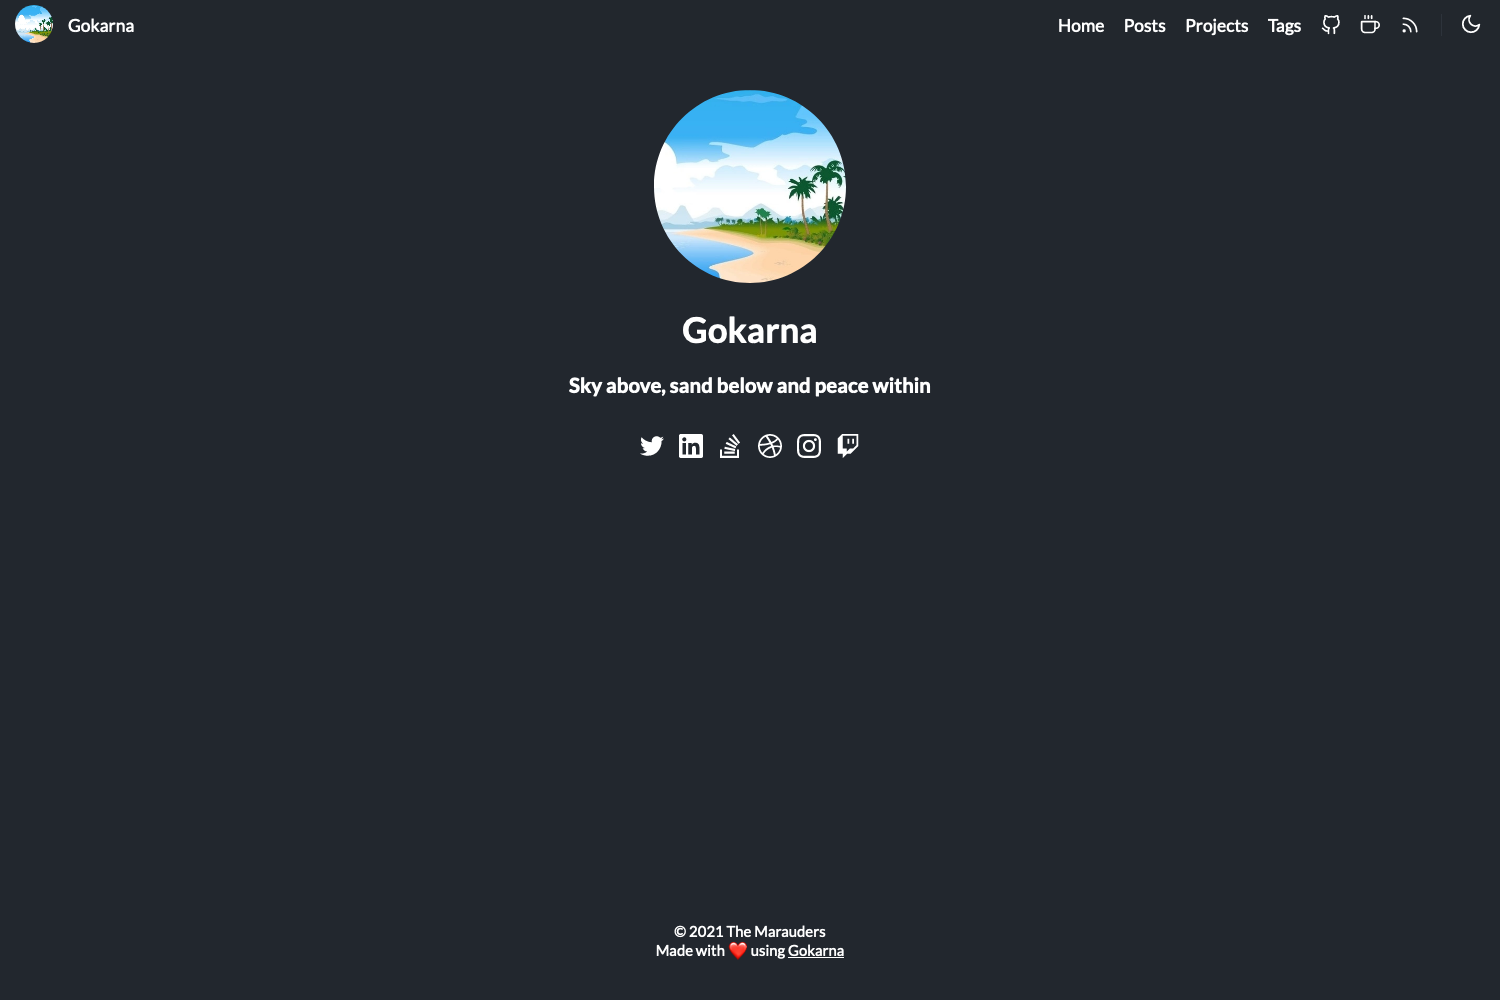 Gokarna
Home Posts Projects Tags
Gokarna
Sky above, sand below and peace within
© 2021 The Marauders
Made with ❤️ using Gokarna